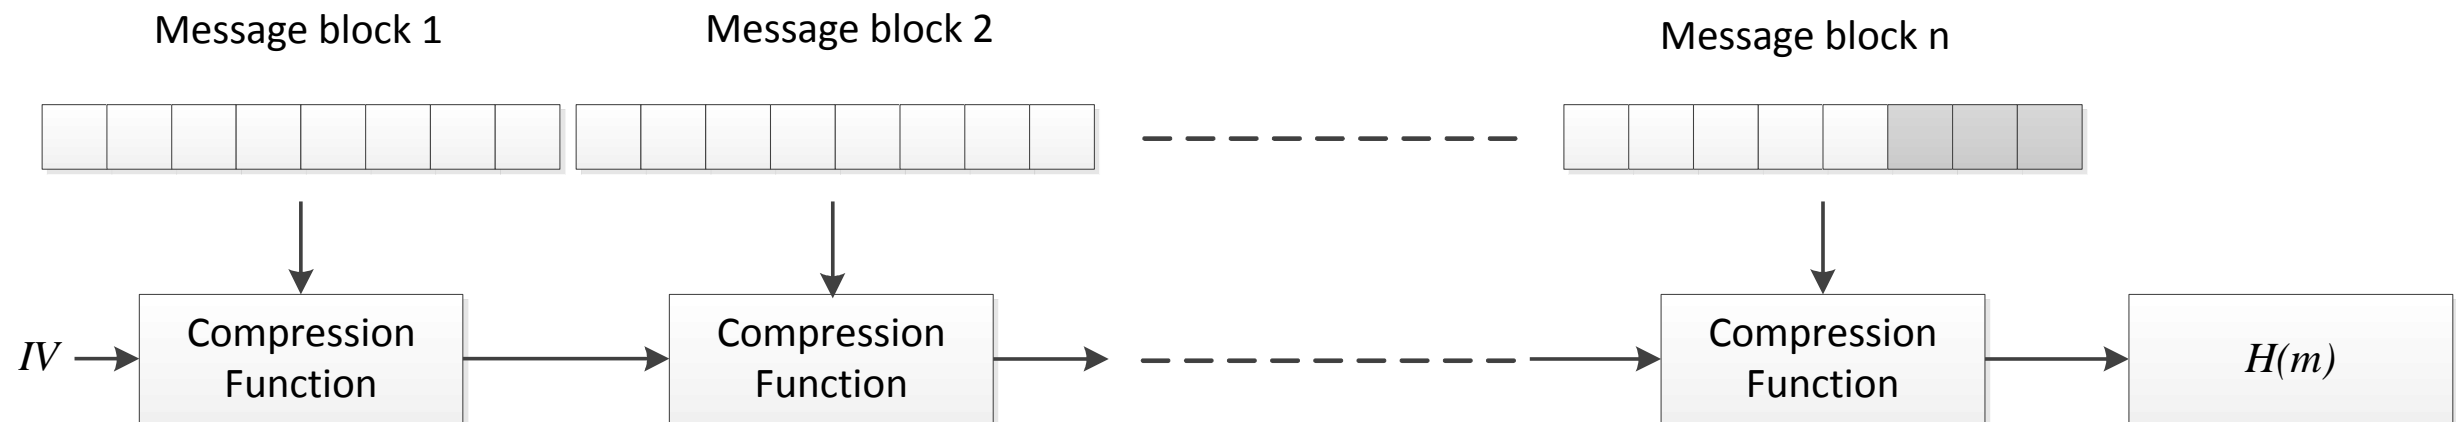 Message block 1
Message block 2
Message block n
IV
Compression
Function
Compression
Function
Compression
Function
H(m)